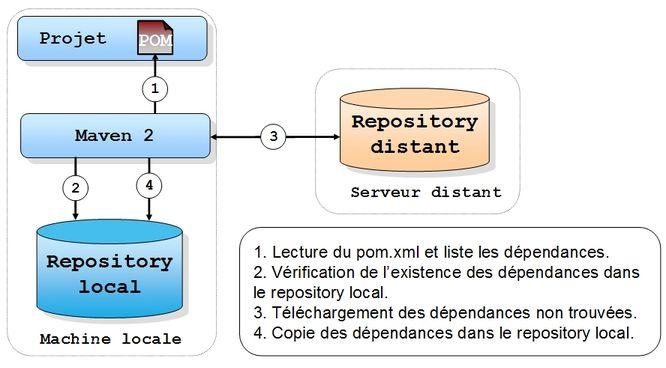 Projet
POM
1
Maven 2
3
2
4
Repository
distant
Serveur distant
Repository
local
Machine locale
1. Lecture du pom.xml et liste les dépendances.
2. Vérification de l’existence des dépendances dans
le repository local.
3. Téléchargement des dépendances non trouvées.
4. Copie des dépendances dans le repository local.